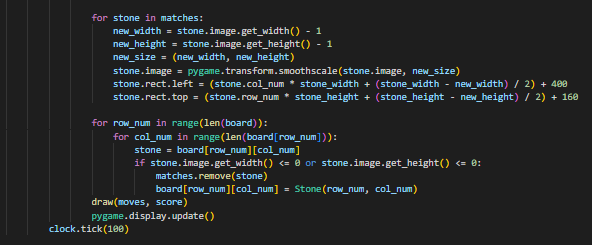 for stone in matches:
    new_width = stone.image.get_width() - 1
    new_height = stone.image.get_height() - 1
    new_size = (new_width, new_height)
    stone.image = pygame.transform.smoothscale(stone.image, new_size)
    stone.rect.left = (stone.col_num * stone_width + (stone_width - new_width) / 2) + 400
    stone.rect.top = (stone.row_num * stone_height + (stone_height - new_height) / 2) + 160
for row_num in range(len(board)):
    for col_num in range(len(board[row_num])):
        stone = board[row_num][col_num]
        if stone.image.get_width() <= 0 or stone.image.get_height() <= 0:
            matches.remove(stone)
            board[row_num][col_num] = Stone(row_num, col_num)
draw(moves, score)
pygame.display.update()
clock.tick(100)